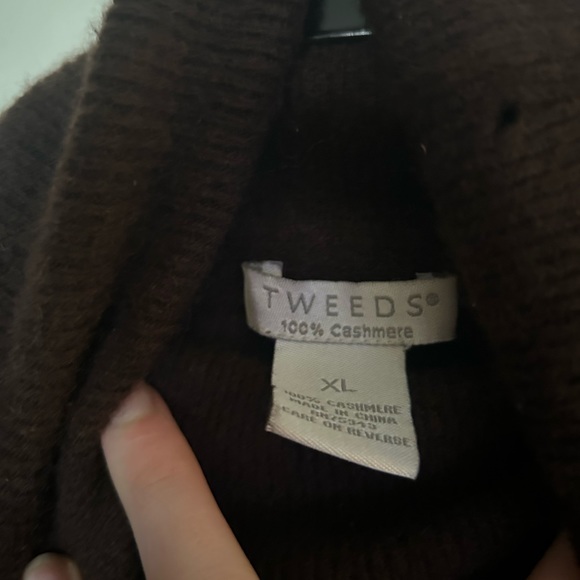 TWEEDS®
100% Cashmere
XL
100% CASHMERE
MADE IN CHINA
CARE ON REVERSE